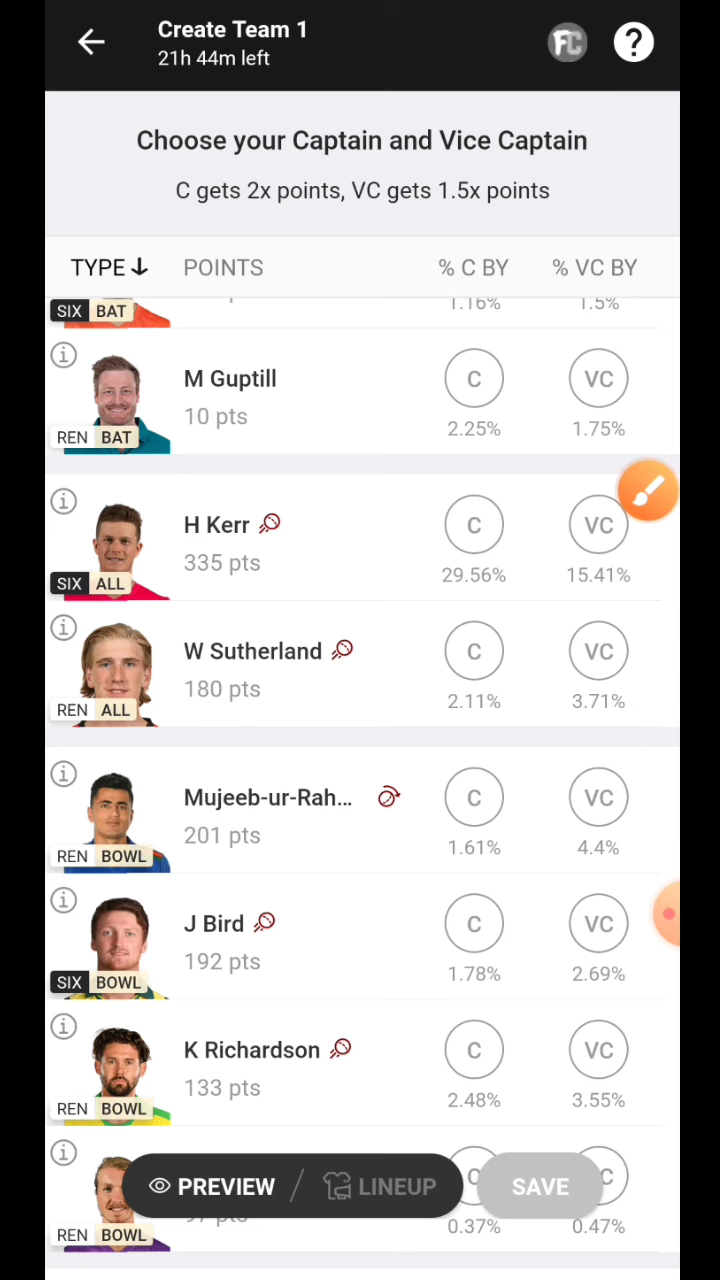 Create Team 1
21h 44m left
FC
?
Choose your Captain and Vice Captain
C gets 2x points, VC gets 1.5x points
TYPE POINTS % C BY % VC BY
SIX BAT 1.16% 1.5%
M Guptill C VC
10 pts
REN BAT 2.25% 1.75%
H Kerr C VC
335 pts
SIX ALL 29.56% 15.41%
W Sutherland C VC
180 pts
REN ALL 2.11% 3.71%
Mujeeb-ur-Rah... C VC
201 pts
REN BOWL 1.61% 4.4%
J Bird C VC
192 pts
SIX BOWL 1.78% 2.69%
K Richardson C VC
133 pts
REN BOWL 2.48% 3.55%
PREVIEW / LINEUP SAVE
REN BOWL 0.37% 0.47%